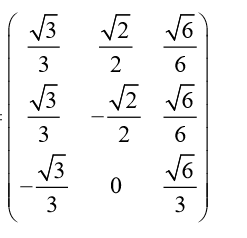 = ( √3/3 √2/2 √6/6
√3/3 -√2/2 √6/6
-√3/3 0 √6/3 )